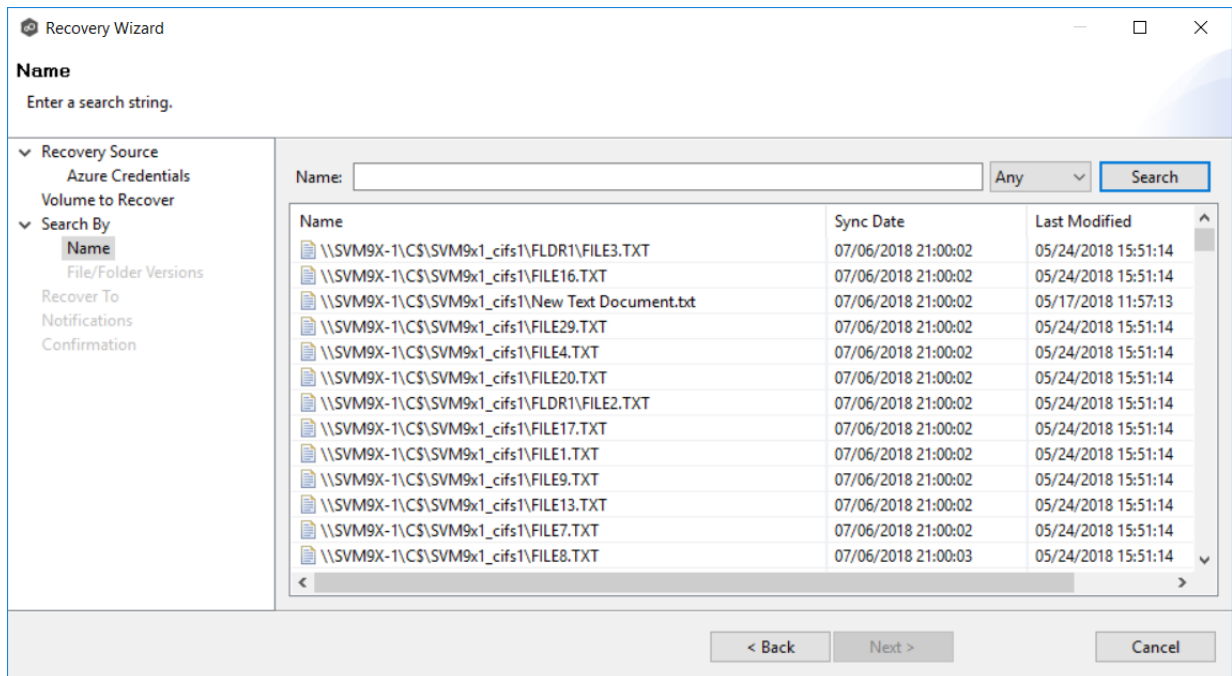 Recovery Wizard
Name
Enter a search string.
Recovery Source
Azure Credentials
Volume to Recover
Search By
Name
File/Folder Versions
Recover To
Notifications
Confirmation
Name: Any Search
Name Sync Date Last Modified
\\SVM9X-1\C$\SVM9x1_cifs1\FLDR1\FILE3.TXT 07/06/2018 21:00:02 05/24/2018 15:51:14
\\SVM9X-1\C$\SVM9x1_cifs1\FILE16.TXT 07/06/2018 21:00:02 05/24/2018 15:51:14
\\SVM9X-1\C$\SVM9x1_cifs1\New Text Document.txt 07/06/2018 21:00:02 05/17/2018 11:57:13
\\SVM9X-1\C$\SVM9x1_cifs1\FILE29.TXT 07/06/2018 21:00:02 05/24/2018 15:51:14
\\SVM9X-1\C$\SVM9x1_cifs1\FILE4.TXT 07/06/2018 21:00:02 05/24/2018 15:51:14
\\SVM9X-1\C$\SVM9x1_cifs1\FILE20.TXT 07/06/2018 21:00:02 05/24/2018 15:51:14
\\SVM9X-1\C$\SVM9x1_cifs1\FLDR1\FILE2.TXT 07/06/2018 21:00:02 05/24/2018 15:51:14
\\SVM9X-1\C$\SVM9x1_cifs1\FILE17.TXT 07/06/2018 21:00:02 05/24/2018 15:51:14
\\SVM9X-1\C$\SVM9x1_cifs1\FILE1.TXT 07/06/2018 21:00:02 05/24/2018 15:51:14
\\SVM9X-1\C$\SVM9x1_cifs1\FILE9.TXT 07/06/2018 21:00:02 05/24/2018 15:51:14
\\SVM9X-1\C$\SVM9x1_cifs1\FILE13.TXT 07/06/2018 21:00:02 05/24/2018 15:51:14
\\SVM9X-1\C$\SVM9x1_cifs1\FILE7.TXT 07/06/2018 21:00:02 05/24/2018 15:51:14
\\SVM9X-1\C$\SVM9x1_cifs1\FILE8.TXT 07/06/2018 21:00:03 05/24/2018 15:51:14
< Back Next > Cancel